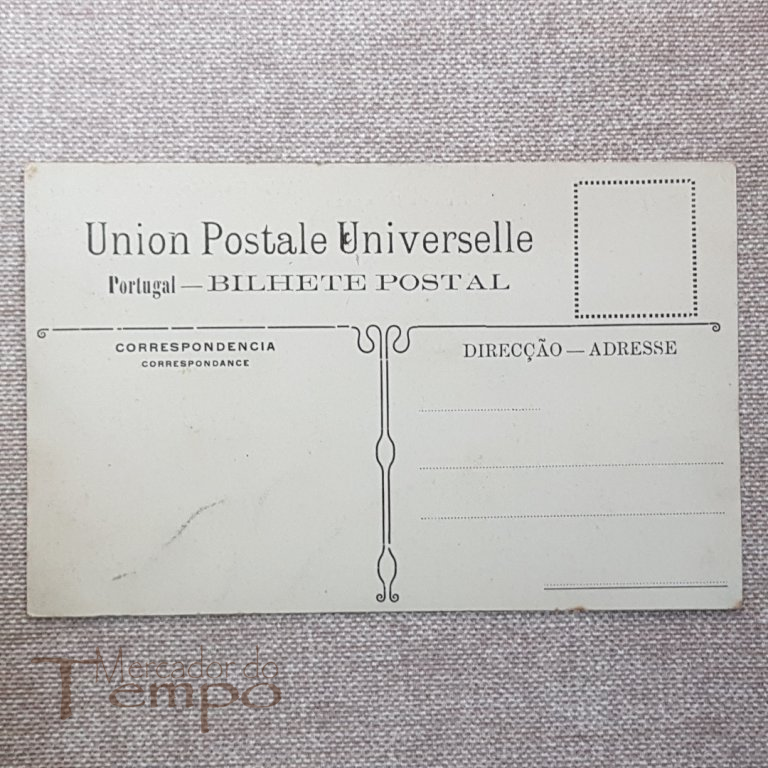 Union Postale Universelle
Portugal — BILHETE POSTAL
CORRESPONDENCIA
CORRESPONDANCE
DIRECÇÃO — ADRESSE
Mercador do
Tempo